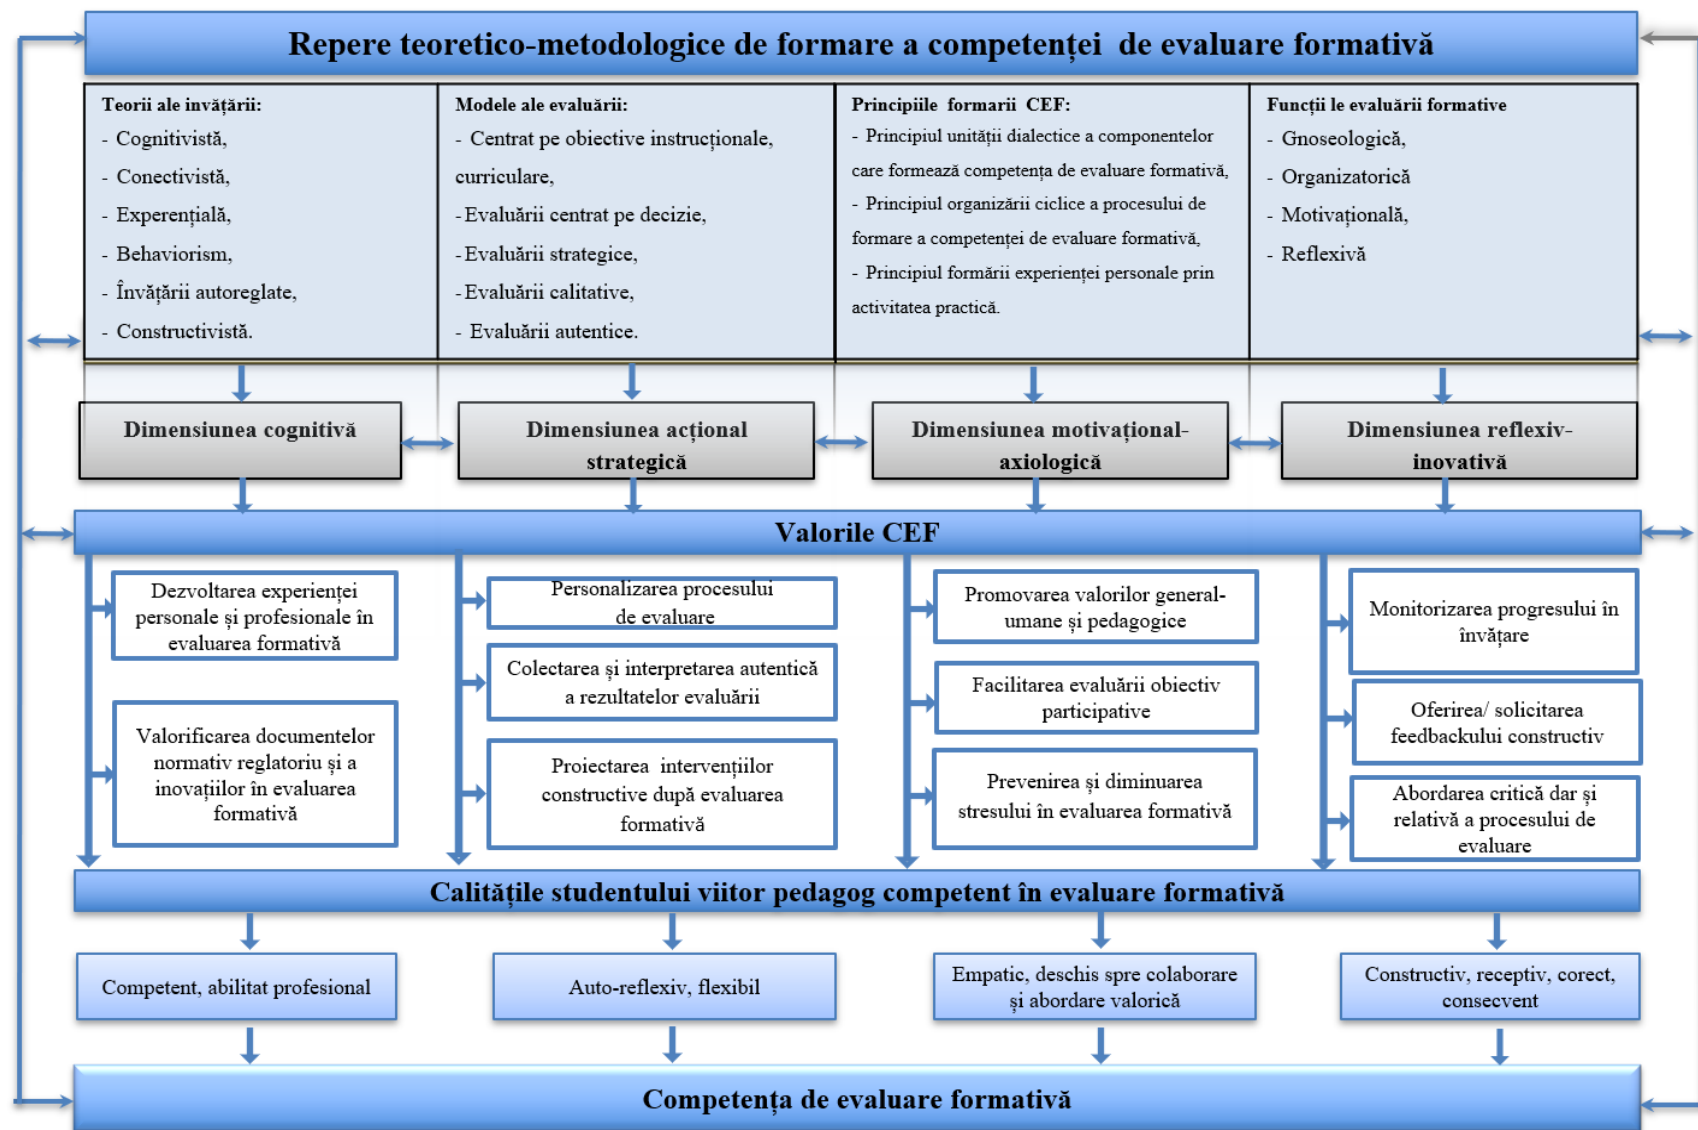 Repere teoretico-metodologice de formare a competenței de evaluare formativă
Teorii ale invățării:
- Cognitivistă,
- Conectivistă,
- Experențială,
- Behaviorism,
- Învățării autoreglate,
- Constructivistă.
Modele ale evaluării:
- Centrat pe obiective instrucționale,
curriculare,
-Evaluării centrat pe decizie,
-Evaluării strategice,
-Evaluării calitative,
- Evaluării autentice.
Principiile formarii CEF:
- Principiul unității dialectice a componentelor
care formează competența de evaluare formativă,
- Principiul organizării ciclice a procesului de
formare a competenței de evaluare formativă,
- Principiul formării experienței personale prin
activitatea practică.
Funcții le evaluării formative
- Gnoseologică,
- Organizatorică
- Motivațională,
- Reflexivă
Dimensiunea cognitivă
Dimensiunea acțional
strategică
Dimensiunea motivațional-
axiologică
Dimensiunea reflexiv-
inovativă
Valorile CEF
Dezvoltarea experienței
personale și profesionale în
evaluarea formativă
Valorificarea documentelor
normativ reglatoriu și a
inovațiilor în evaluarea
formativă
Personalizarea procesului
de evaluare
Colectarea și interpretarea autentică
a rezultatelor evaluării
Proiectarea intervențiilor
constructive după evaluarea
formativă
Promovarea valorilor general-
umane și pedagogice
Facilitarea evaluării obiectiv
participative
Prevenirea și diminuarea
stresului în evaluarea formativă
Monitorizarea progresului în
învățare
Oferirea/ solicitarea
feedbackului constructiv
Abordarea critică dar și
relativă a procesului de
evaluare
Calitățile studentului viitor pedagog competent în evaluare formativă
Competent, abilitat profesional
Auto-reflexiv, flexibil
Empatic, deschis spre colaborare
și abordare valorică
Constructiv, receptiv, corect,
consecvent
Competența de evaluare formativă